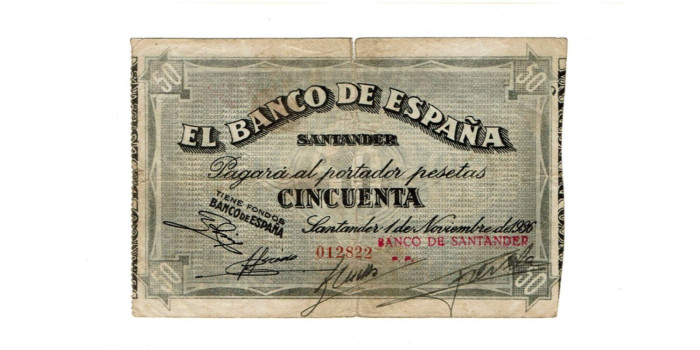 50 50
EL BANCO DE ESPAÑA
SANTANDER
Pagará al portador pesetas
CINCUENTA
TIENE FONDOS
BANCO DE ESPAÑA
Santander 1 de Noviembre de 1936
BANCO DE SANTANDER
012822
P. P.
50 50